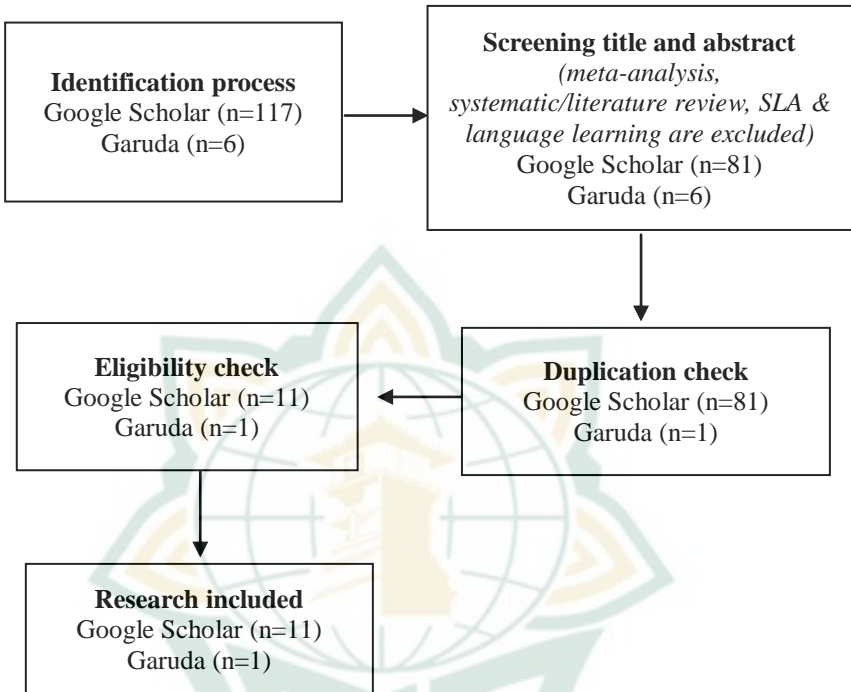 Identification process
Google Scholar (n=117)
Garuda (n=6)
Screening title and abstract
(meta-analysis,
systematic/literature review, SLA &
language learning are excluded)
Google Scholar (n=81)
Garuda (n=6)
Duplication check
Google Scholar (n=81)
Garuda (n=1)
Eligibility check
Google Scholar (n=11)
Garuda (n=1)
Research included
Google Scholar (n=11)
Garuda (n=1)